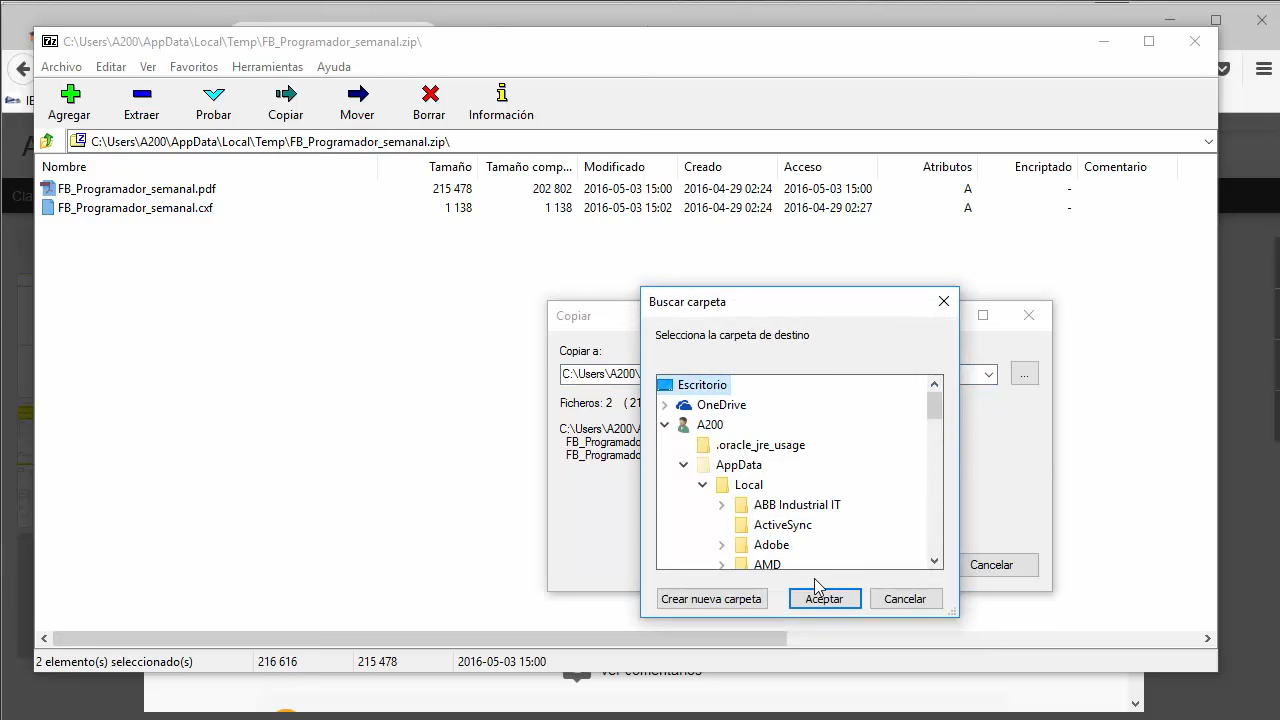 C:\Users\A200\AppData\Local\Temp\FB_Programador_semanal.zip\
Archivo Editar Ver Favoritos Herramientas Ayuda
Agregar Extraer Probar Copiar Mover Borrar Información
C:\Users\A200\AppData\Local\Temp\FB_Programador_semanal.zip\
Nombre Tamaño Tamaño comp... Modificado Creado Acceso Atributos Encriptado Comentario
FB_Programador_semanal.pdf 215 478 202 802 2016-05-03 15:00 2016-04-29 02:24 2016-05-03 15:00 A -
FB_Programador_semanal.cxf 1 138 1 138 2016-05-03 15:02 2016-04-29 02:24 2016-04-29 02:27 A -
Copiar
Copiar a:
C:\Users\A200\
...
Ficheros: 2 (21
C:\Users\A200\A
FB_Programado
FB_Programado
Cancelar
Buscar carpeta
Selecciona la carpeta de destino
Escritorio
OneDrive
A200
.oracle_jre_usage
AppData
Local
ABB Industrial IT
ActiveSync
Adobe
AMD
Crear nueva carpeta Aceptar Cancelar
2 elemento(s) seleccionado(s) 216 616 215 478 2016-05-03 15:00